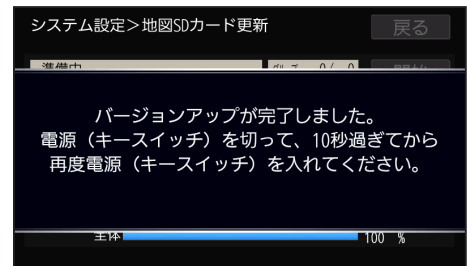 システム設定＞地図SDカード更新
戻る
バージョンアップが完了しました。
電源（キースイッチ）を切って、10秒過ぎてから
再度電源（キースイッチ）を入れてください。
全体
100 %